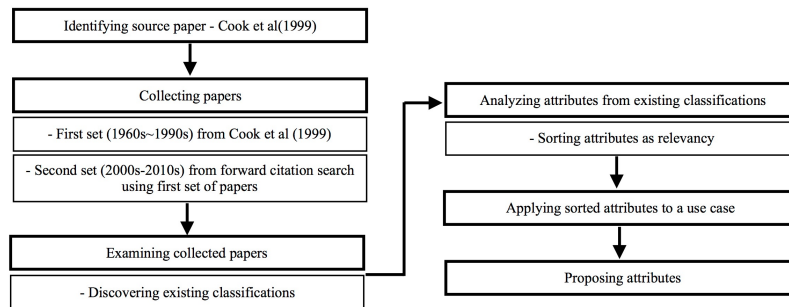 Identifying source paper - Cook et al(1999)
Collecting papers
- First set (1960s~1990s) from Cook et al (1999)
- Second set (2000s-2010s) from forward citation search
using first set of papers
Examining collected papers
- Discovering existing classifications
Analyzing attributes from existing classifications
- Sorting attributes as relevancy
Applying sorted attributes to a use case
Proposing attributes